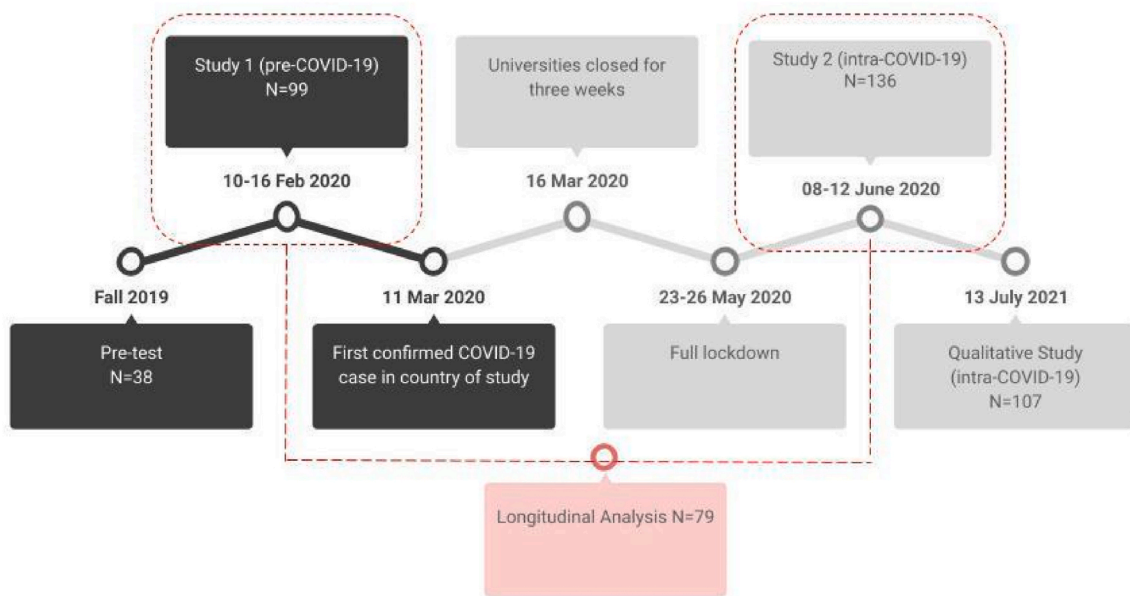 Study 1 (pre-COVID-19)
N=99
10-16 Feb 2020
Universities closed for
three weeks
16 Mar 2020
Study 2 (intra-COVID-19)
N=136
08-12 June 2020
Fall 2019
Pre-test
N=38
11 Mar 2020
First confirmed COVID-19
case in country of study
23-26 May 2020
Full lockdown
13 July 2021
Qualitative Study
(intra-COVID-19)
N=107
Longitudinal Analysis N=79